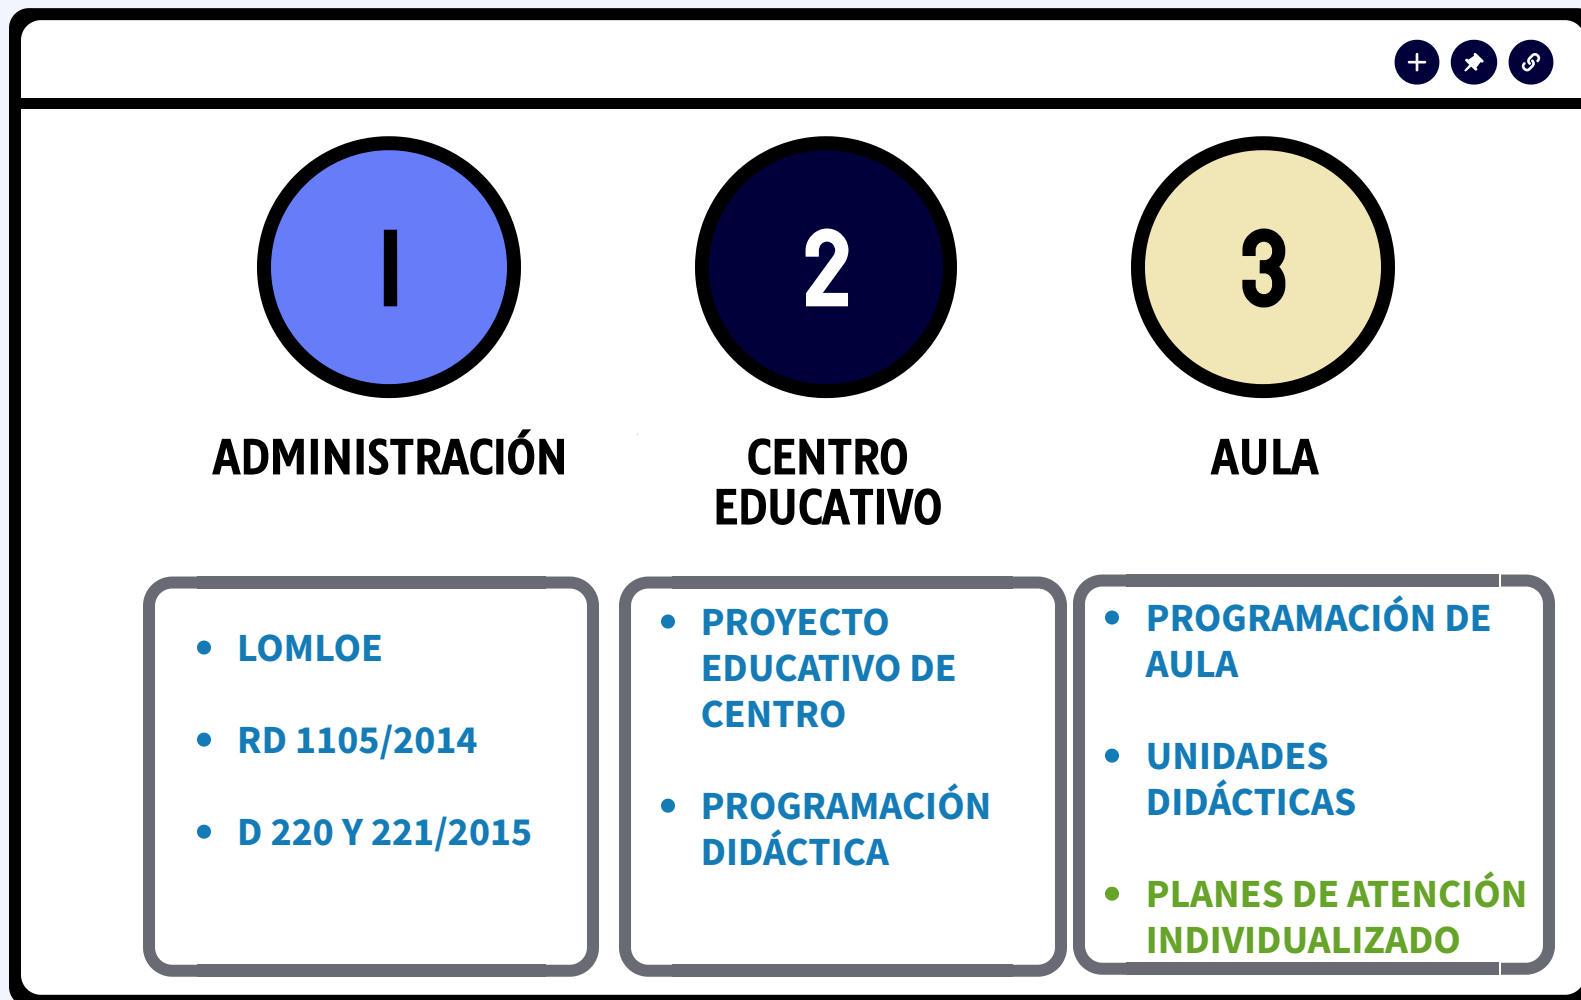 1
2
3
ADMINISTRACIÓN
CENTRO
EDUCATIVO
AULA
• LOMLOE
• RD 1105/2014
• D 220 Y 221/2015
• PROYECTO
EDUCATIVO DE
CENTRO
• PROGRAMACIÓN
DIDÁCTICA
• PROGRAMACIÓN DE
AULA
• UNIDADES
DIDÁCTICAS
• PLANES DE ATENCIÓN
INDIVIDUALIZADO